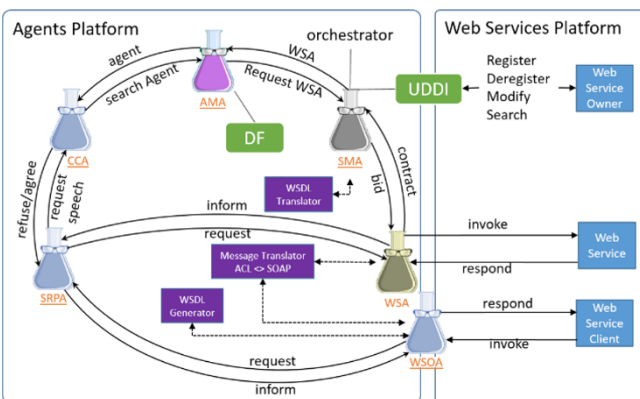 Agents Platform
Web Services Platform
orchestrator
agent
WSA
search Agent
Request WSA
AMA
UDDI
Register
Deregister
Modify
Search
Web
Service
Owner
DF
CCA
SMA
refuse/agree
request
speech
WSDL
Translator
bid
contract
inform
request
invoke
Web
Service
respond
Message Translator
ACL <> SOAP
SRPA
WSA
WSDL
Generator
respond
Web
Service
Client
invoke
WSOA
request
inform